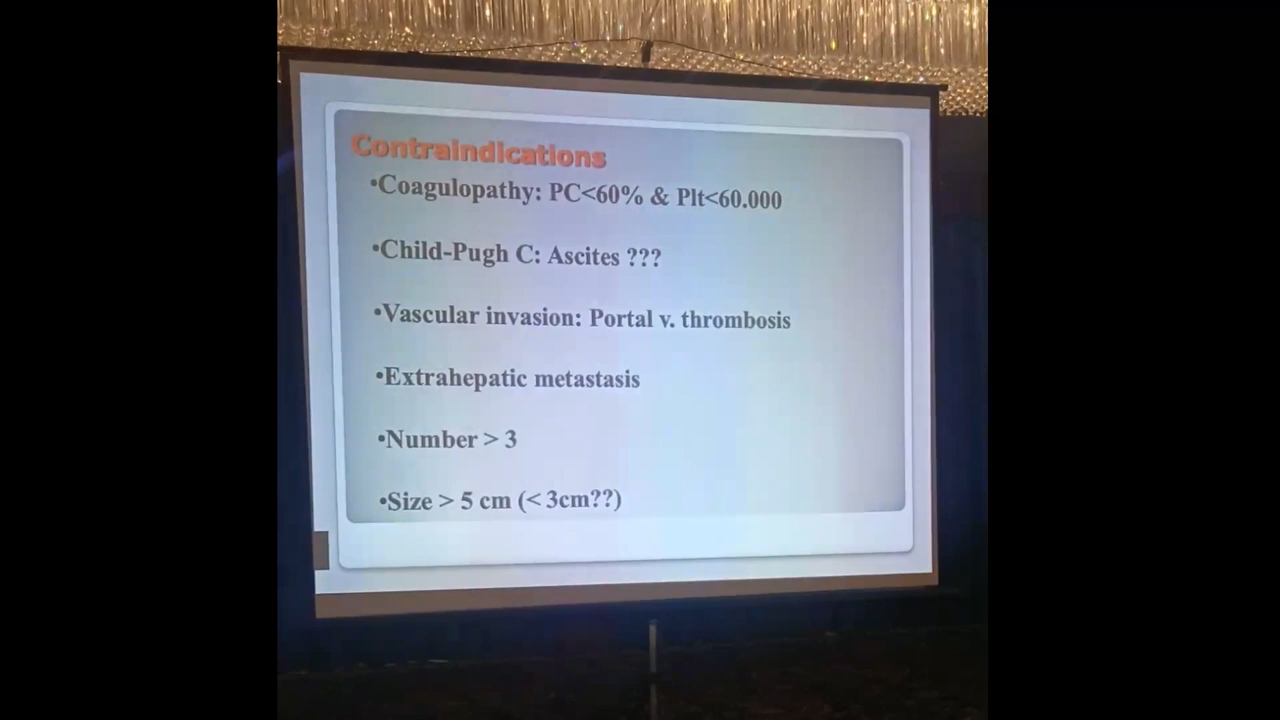 Contraindications
•Coagulopathy: PC<60% & Plt<60.000
•Child-Pugh C: Ascites ???
•Vascular invasion: Portal v. thrombosis
•Extrahepatic metastasis
•Number > 3
•Size > 5 cm (< 3cm??)